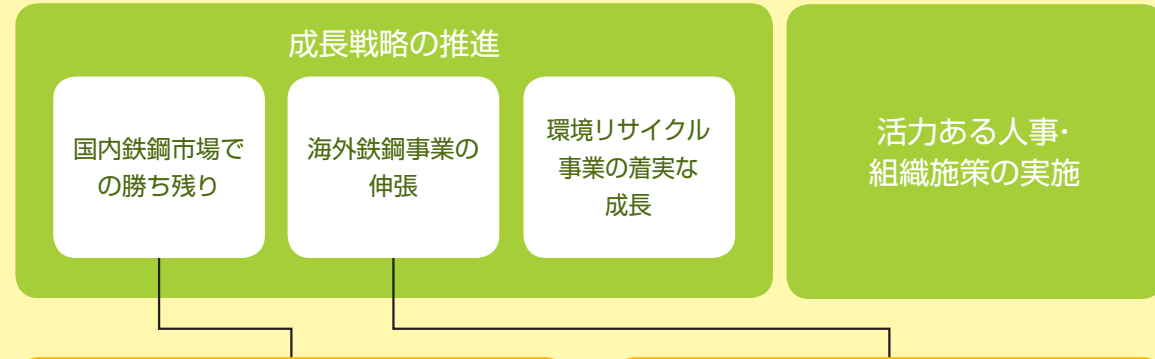 成長戦略の推進
国内鉄鋼市場で
の勝ち残り
海外鉄鋼事業の
伸張
環境リサイクル
事業の着実な
成長
活力ある人事・
組織施策の実施